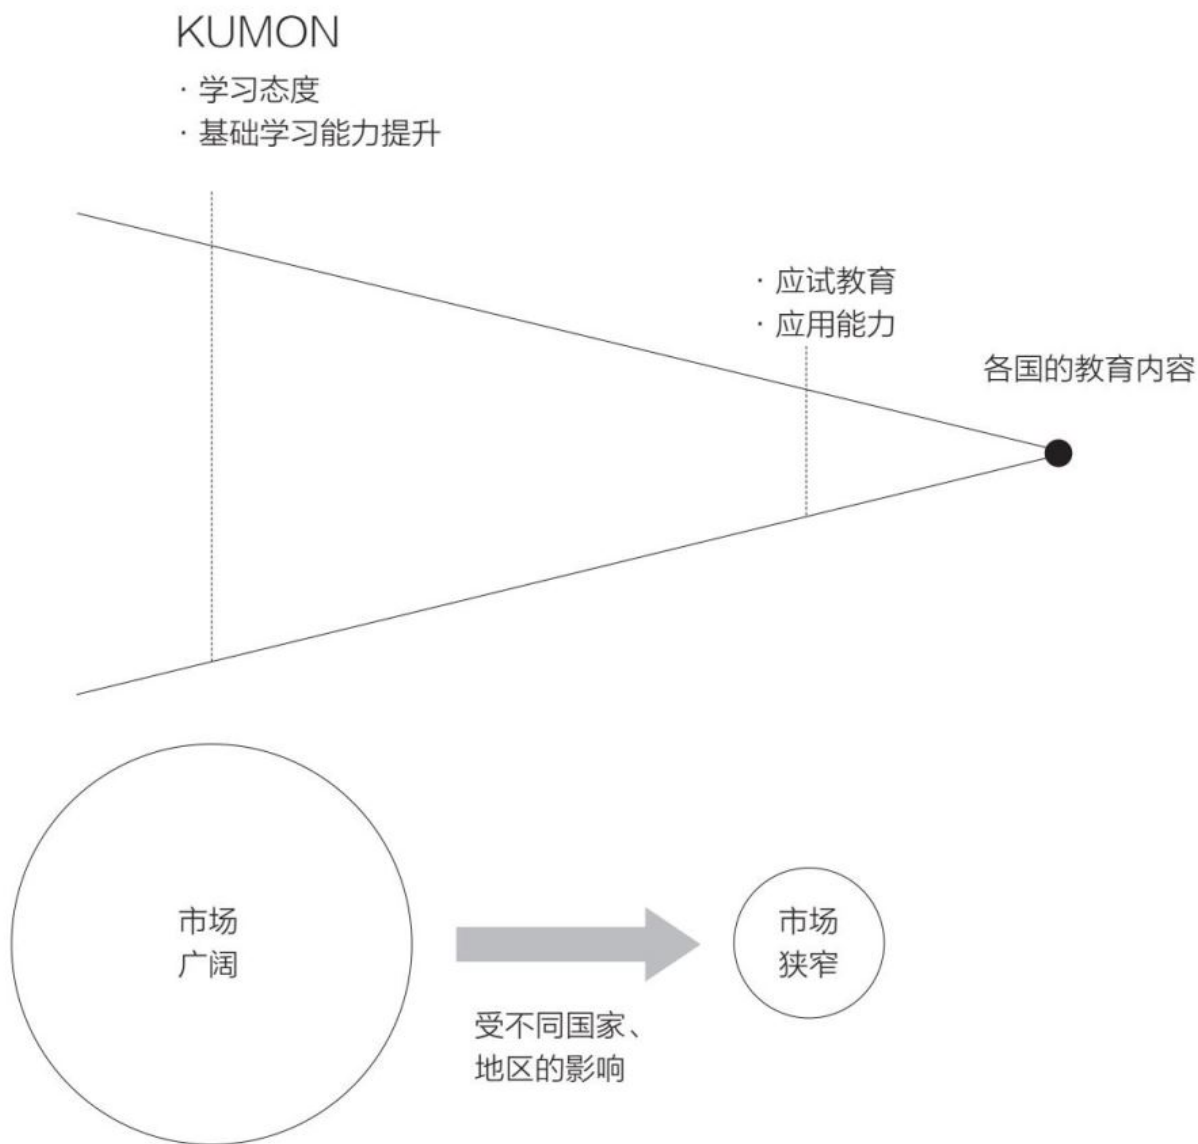 KUMON
· 学习态度
· 基础学习能力提升
· 应试教育
· 应用能力
各国的教育内容
市场
广阔
市场
狭窄
受不同国家、
地区的影响